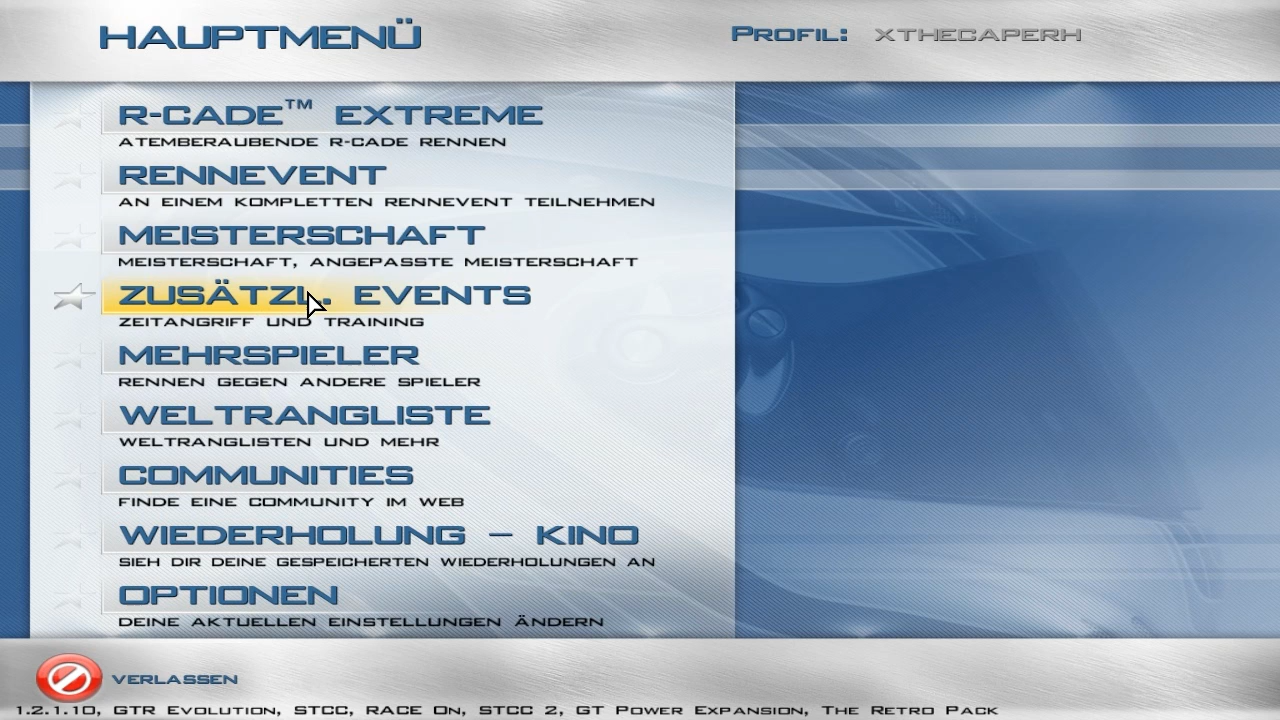 HAUPTMENÜ
PROFIL: XTHECAPERH
R-CADE™ EXTREME
ATEMBERAUBENDE R-CADE RENNEN
RENNEVENT
AN EINEM KOMPLETTEN RENNEVENT TEILNEHMEN
MEISTERSCHAFT
MEISTERSCHAFT, ANGEPASSTE MEISTERSCHAFT
ZUSÄTZL. EVENTS
ZEITANGRIFF UND TRAINING
MEHRSPIELER
RENNEN GEGEN ANDERE SPIELER
WELTRANGLISTE
WELTRANGLISTEN UND MEHR
COMMUNITIES
FINDE EINE COMMUNITY IM WEB
WIEDERHOLUNG – KINO
SIEH DIR DEINE GESPEICHERTEN WIEDERHOLUNGEN AN
OPTIONEN
DEINE AKTUELLEN EINSTELLUNGEN ÄNDERN
VERLASSEN
1.2.1.10, GTR EVOLUTION, STCC, RACE ON, STCC 2, GT POWER EXPANSION, THE RETRO PACK